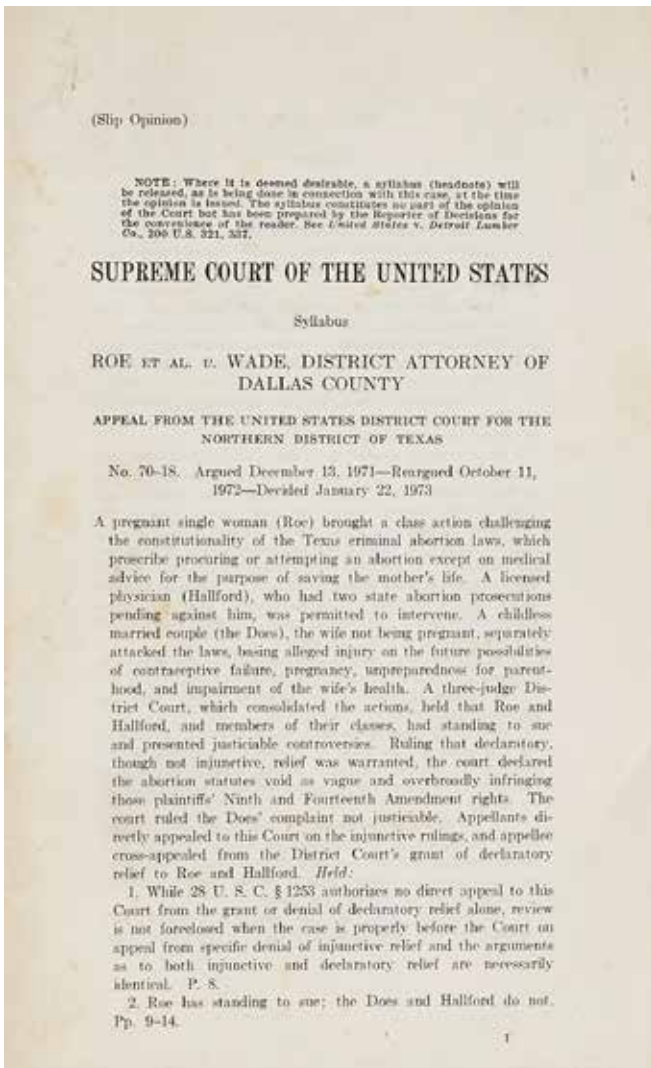 (Slip Opinion)
NOTE: Where it is deemed desirable, a syllabus (headnote) will
be released, as is being done in connection with this case, at the time
the opinion is issued. The syllabus constitutes no part of the opinion
of the Court but has been prepared by the Reporter of Decisions for
the convenience of the reader. See United States v. Detroit Lumber
Co., 200 U.S. 321, 337.
SUPREME COURT OF THE UNITED STATES
Syllabus
ROE ET AL. v. WADE, DISTRICT ATTORNEY OF
DALLAS COUNTY
APPEAL FROM THE UNITED STATES DISTRICT COURT FOR THE
NORTHERN DISTRICT OF TEXAS
No. 70–18. Argued December 13, 1971—Reargued October 11,
1972—Decided January 22, 1973
A pregnant single woman (Roe) brought a class action challenging
the constitutionality of the Texas criminal abortion laws, which
proscribe procuring or attempting an abortion except on medical
advice for the purpose of saving the mother's life. A licensed
physician (Hallford), who had two state abortion prosecutions
pending against him, was permitted to intervene. A childless
married couple (the Does), the wife not being pregnant, separately
attacked the laws, basing alleged injury on the future possibilities
of contraceptive failure, pregnancy, unpreparedness for parent-
hood, and impairment of the wife's health. A three-judge Dis-
trict Court, which consolidated the actions, held that Roe and
Hallford, and members of their classes, had standing to sue
and presented justiciable controversies. Ruling that declaratory,
though not injunctive, relief was warranted, the court declared
the abortion statutes void as vague and overbroadly infringing
those plaintiffs' Ninth and Fourteenth Amendment rights. The
court ruled the Does' complaint not justiciable. Appellants di-
rectly appealed to this Court on the injunctive rulings, and appellee
cross-appealed from the District Court's grant of declaratory
relief to Roe and Hallford. Held:
1. While 28 U. S. C. § 1253 authorizes no direct appeal to this
Court from the grant or denial of declaratory relief alone, review
is not foreclosed when the case is properly before the Court on
appeal from specific denial of injunctive relief and the arguments
as to both injunctive and declaratory relief are necessarily
identical. P. 8.
2. Roe has standing to sue; the Does and Hallford do not.
Pp. 9–14.
I